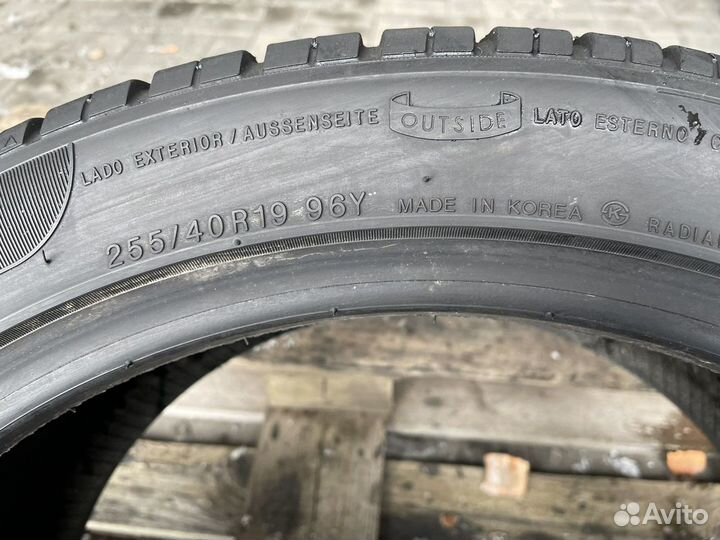 LADO EXTERIOR / AUSSENSEITE OUTSIDE LATO ESTERNO
255/40R19 96Y MADE IN KOREA K RADIAL
Avito